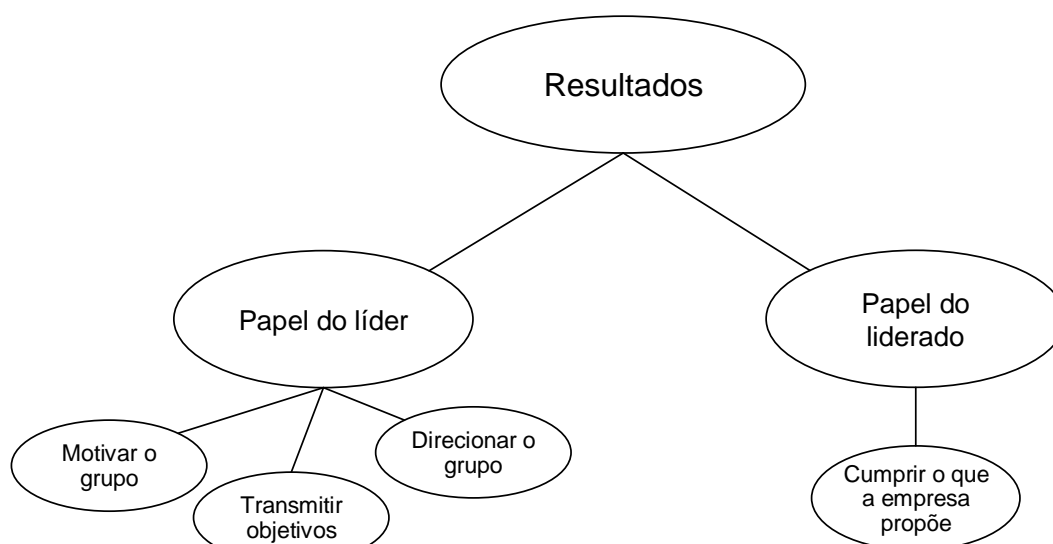 Resultados
Papel do líder
Papel do
liderado
Motivar o
grupo
Transmitir
objetivos
Direcionar o
grupo
Cumprir o que
a empresa
propõe